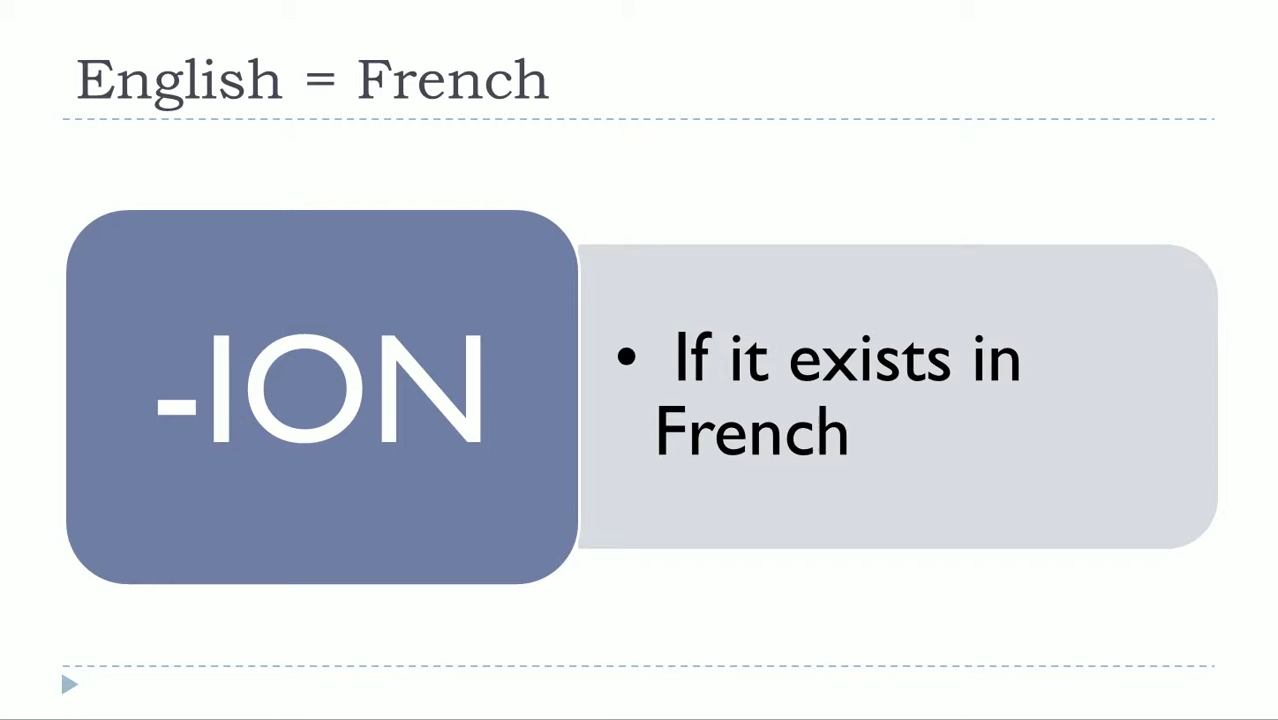 English = French
-ION
• If it exists in
French